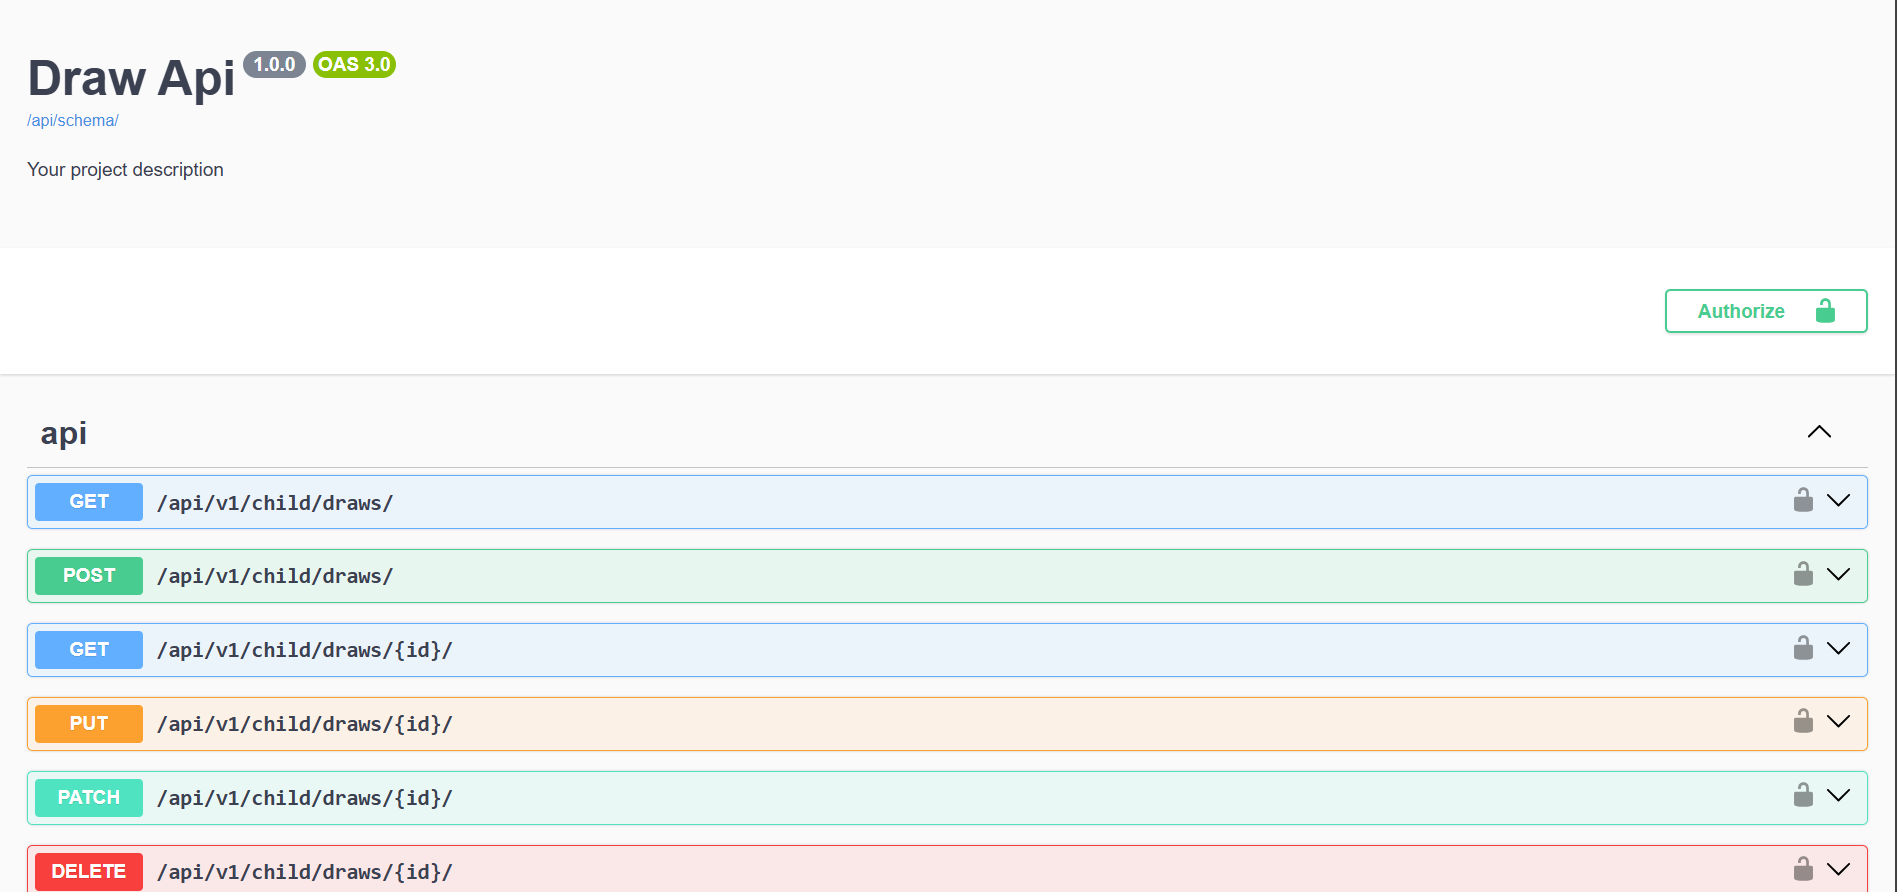 Draw Api 1.0.0 OAS 3.0
/api/schema/
Your project description
Authorize
api
GET /api/v1/child/draws/
POST /api/v1/child/draws/
GET /api/v1/child/draws/{id}/
PUT /api/v1/child/draws/{id}/
PATCH /api/v1/child/draws/{id}/
DELETE /api/v1/child/draws/{id}/